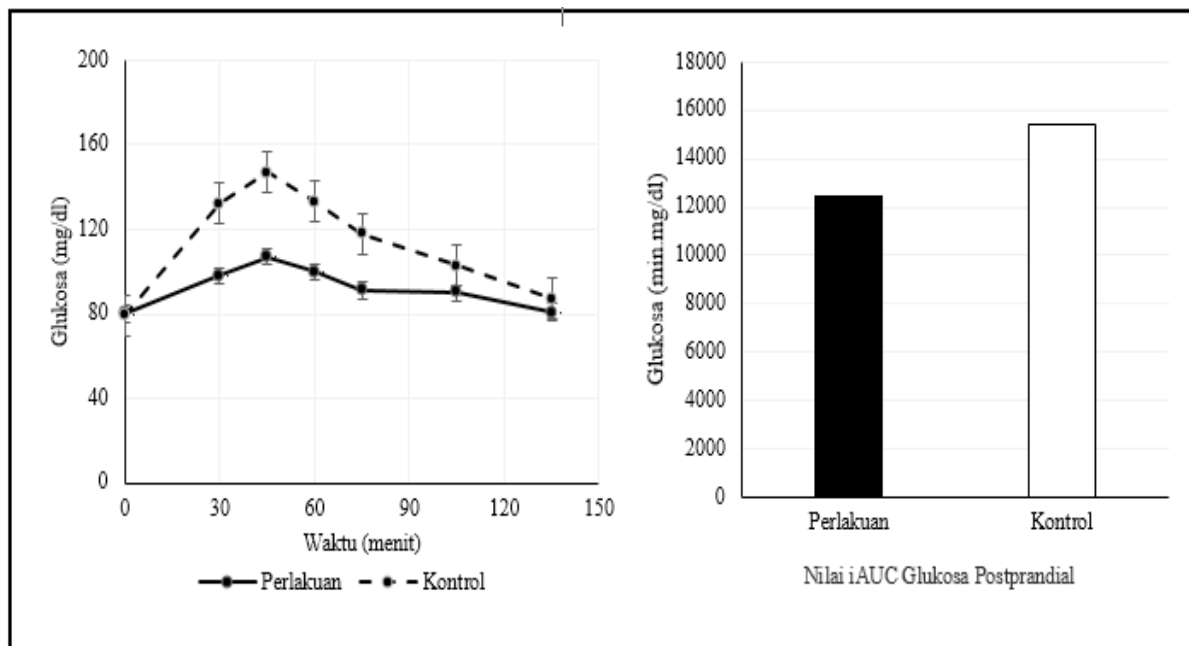 Glukosa (mg/dl)
200
160
120
80
40
0
0 30 60 90 120 150
Waktu (menit)
Perlakuan Kontrol
Glukosa (min.mg/dl)
18000
16000
14000
12000
10000
8000
6000
4000
2000
0
Perlakuan Kontrol
Nilai iAUC Glukosa Postprandial